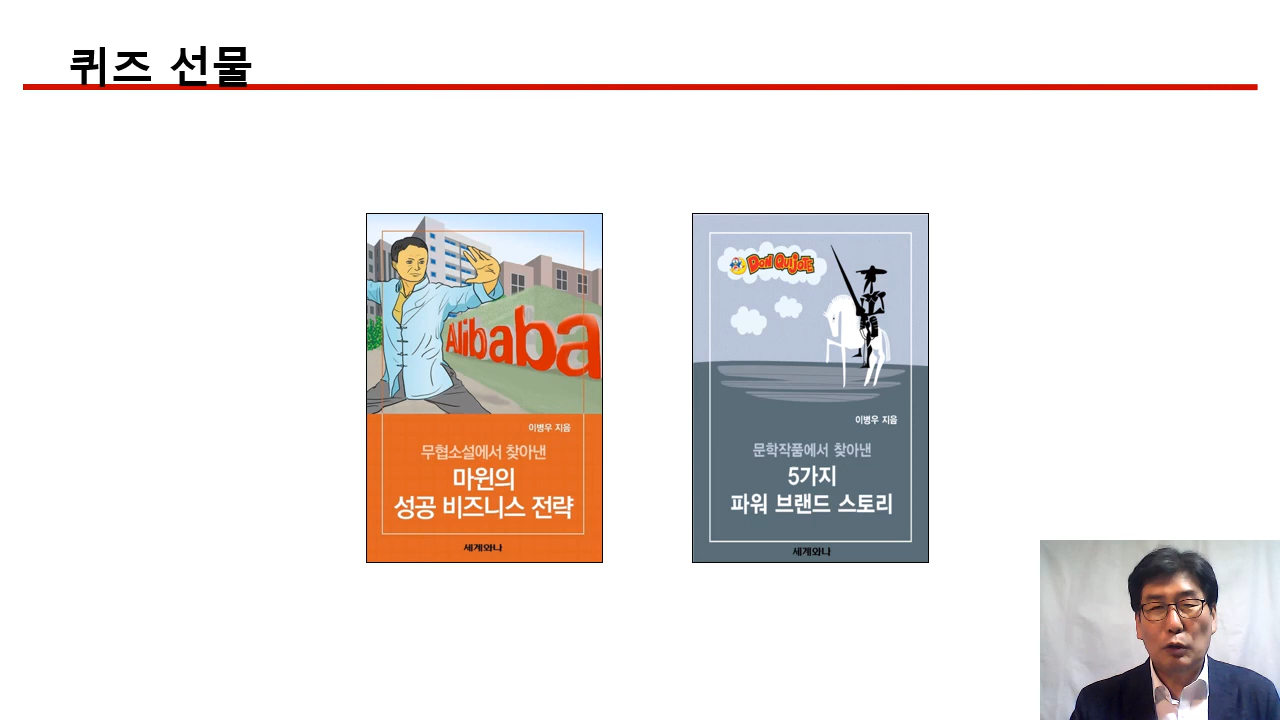 퀴즈 선물
Alibaba
이병우 지음
무협소설에서 찾아낸
마윈의
성공 비즈니스 전략
세계와나
DON QUIJOTE
이병우 지음
문학작품에서 찾아낸
5가지
파워 브랜드 스토리
세계와나